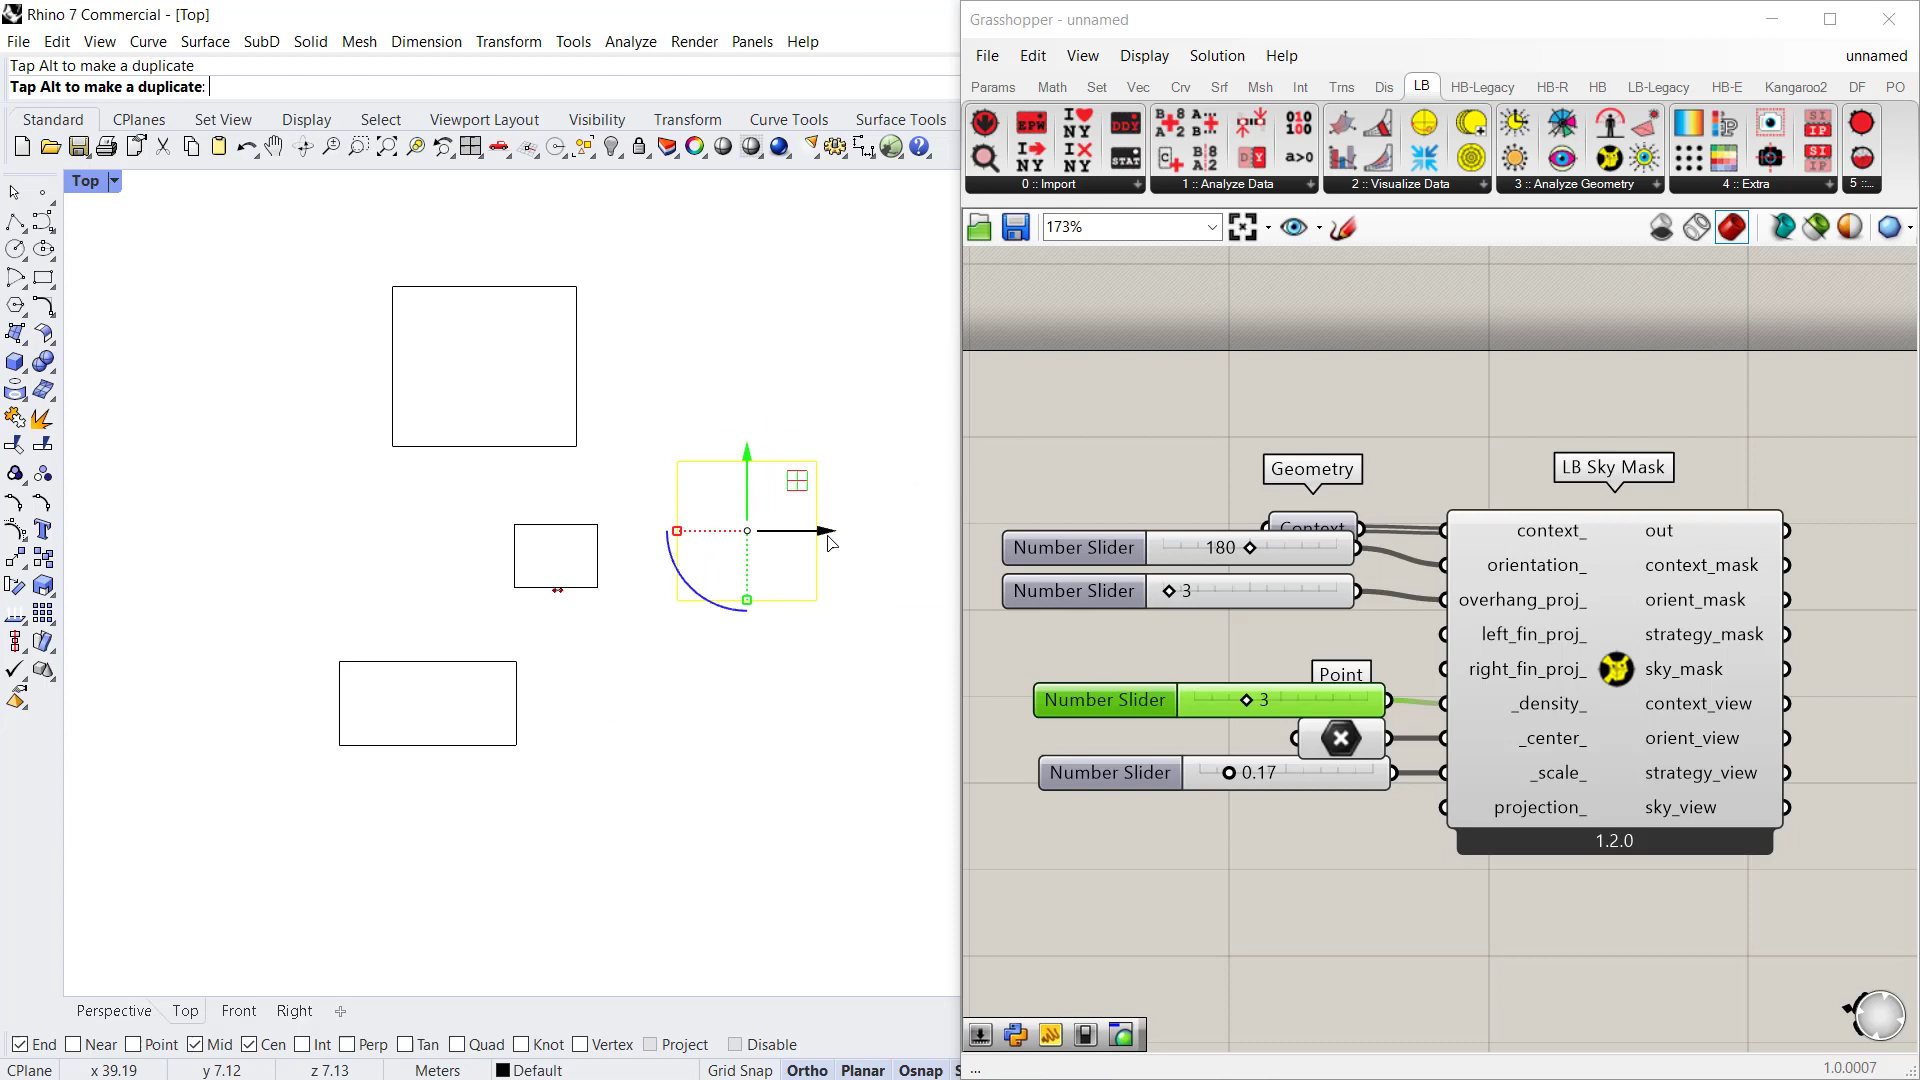 Rhino 7 Commercial - [Top]
File Edit View Curve Surface SubD Solid Mesh Dimension Transform Tools Analyze Render Panels Help
Tap Alt to make a duplicate
Tap Alt to make a duplicate:
Standard CPlanes Set View Display Select Viewport Layout Visibility Transform Curve Tools Surface Tools
Top
Perspective Top Front Right
End Near Point Mid Cen Int Perp Tan Quad Knot Vertex Project Disable
CPlane x 39.19 y 7.12 z 7.13 Meters Default Grid Snap Ortho Planar Osnap S
Grasshopper - unnamed
File Edit View Display Solution Help unnamed
Params Math Set Vec Crv Srf Msh Int Trns Dis LB HB-Legacy HB-R HB LB-Legacy HB-E Kangaroo2 DF PO
0 :: Import 1 :: Analyze Data 2 :: Visualize Data 3 :: Analyze Geometry 4 :: Extra 5 ::...
173%
Geometry
LB Sky Mask
Context
Number Slider 180
Number Slider 3
Point
Number Slider 3
Number Slider 0.17
context_ out
orientation_ context_mask
overhang_proj_ orient_mask
left_fin_proj_ strategy_mask
right_fin_proj_ sky_mask
_density_ context_view
_center_ orient_view
_scale_ strategy_view
projection_ sky_view
1.2.0
...
1.0.0007